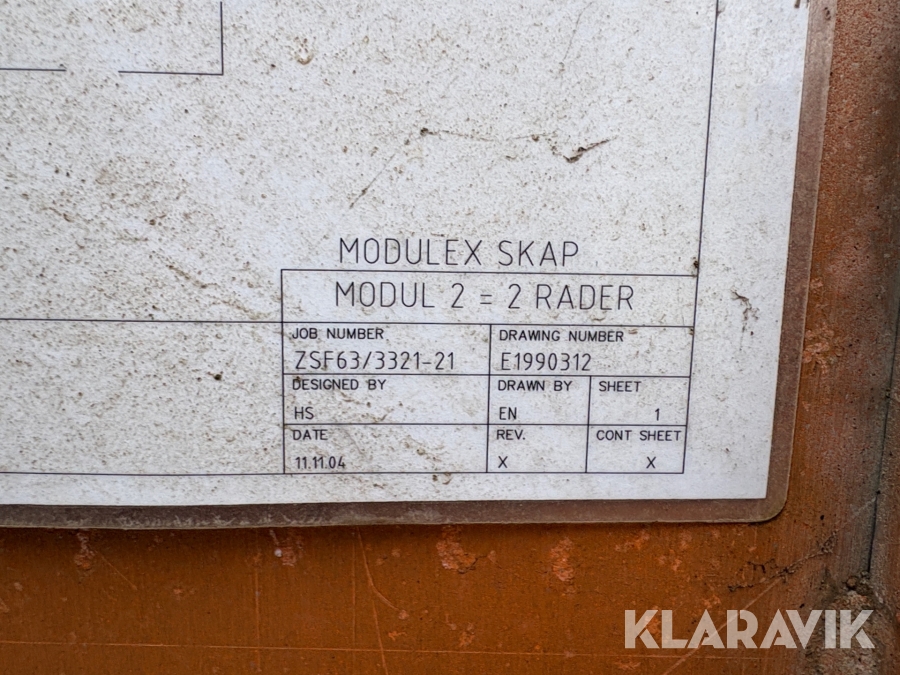 MODULEX SKAP
MODUL 2 = 2 RADER
JOB NUMBER
ZSF63/3321-21
DRAWING NUMBER
E1990312
DESIGNED BY
HS
DRAWN BY
EN
SHEET
1
DATE
11.11.04
REV.
X
CONT SHEET
X
KLARAVIK